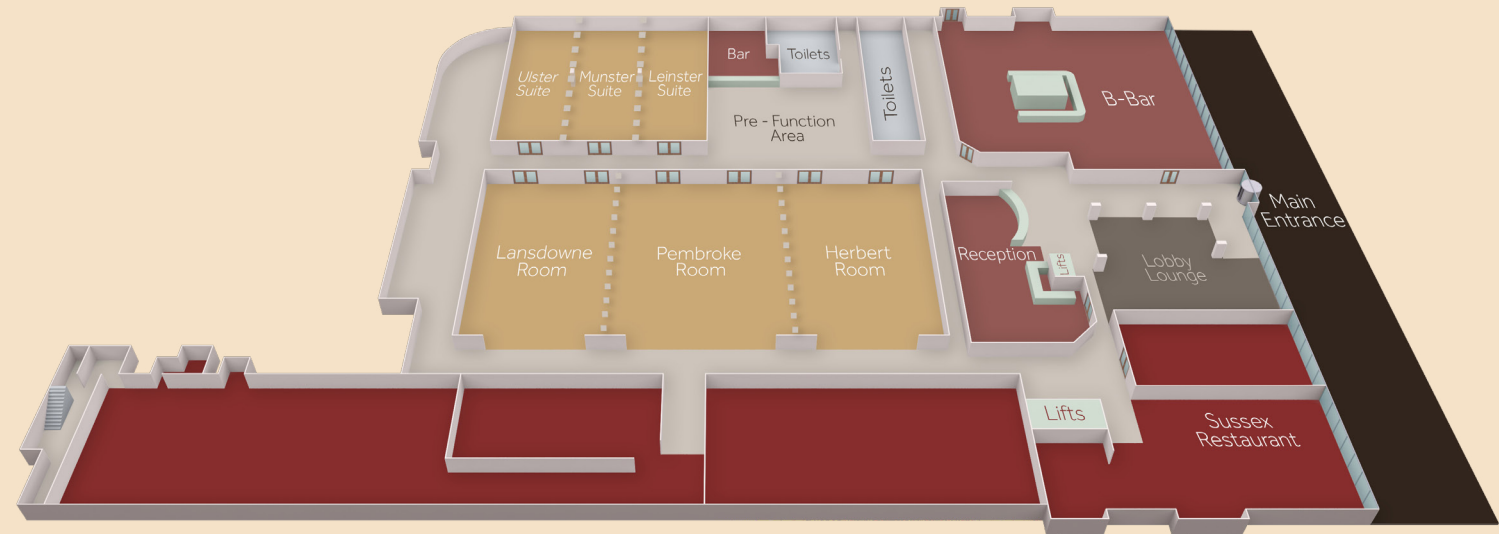 Ulster
Suite
Munster
Suite
Leinster
Suite
Bar
Toilets
Toilets
Pre - Function
Area
B-Bar
Main
Entrance
Lansdowne
Room
Pembroke
Room
Herbert
Room
Reception
Lifts
Lobby
Lounge
Lifts
Sussex
Restaurant